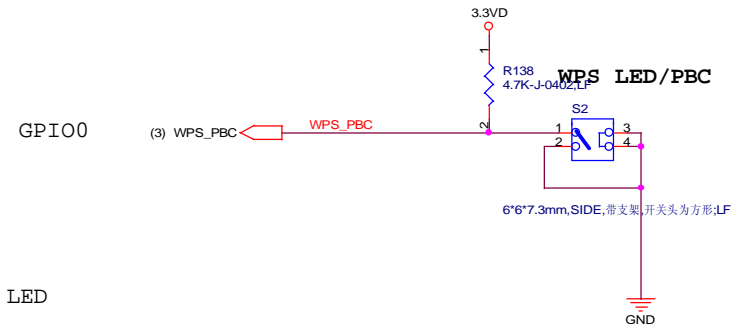 3.3VD
1
R138
4.7K-J-0402,LF
WPS LED/PBC
2
S2
GPIO0
(3) WPS_PBC
WPS_PBC
1
3
2
4
6*6*7.3mm,SIDE,带支架,开关头为方形;LF
LED
GND